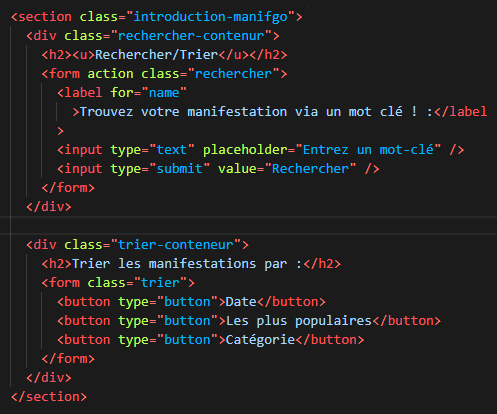 <section class="introduction-manifgo">
<div class="rechercher-contenur">
<h2><u>Rechercher/Trier</u></h2>
<form action class="rechercher">
<label for="name"
>Trouvez votre manifestation via un mot clé ! :</label
>
<input type="text" placeholder="Entrez un mot-clé" />
<input type="submit" value="Rechercher" />
</form>
</div>
<div class="trier-conteneur">
<h2>Trier les manifestations par :</h2>
<form class="trier">
<button type="button">Date</button>
<button type="button">Les plus populaires</button>
<button type="button">Catégorie</button>
</form>
</div>
</section>